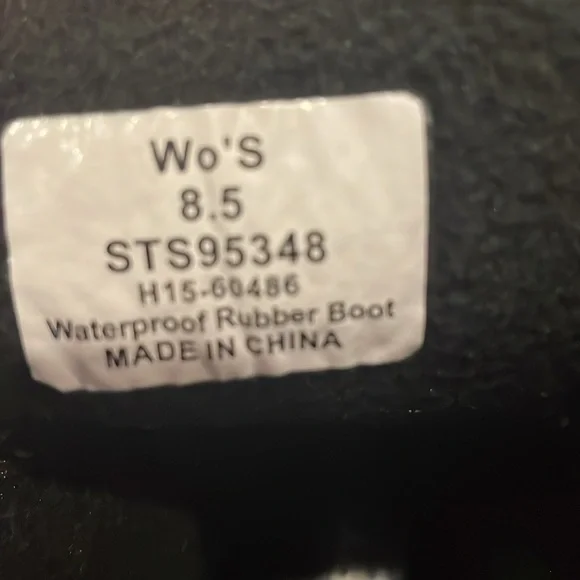 Wo'S
8.5
STS95348
H15-60486
Waterproof Rubber Boot
MADE IN CHINA